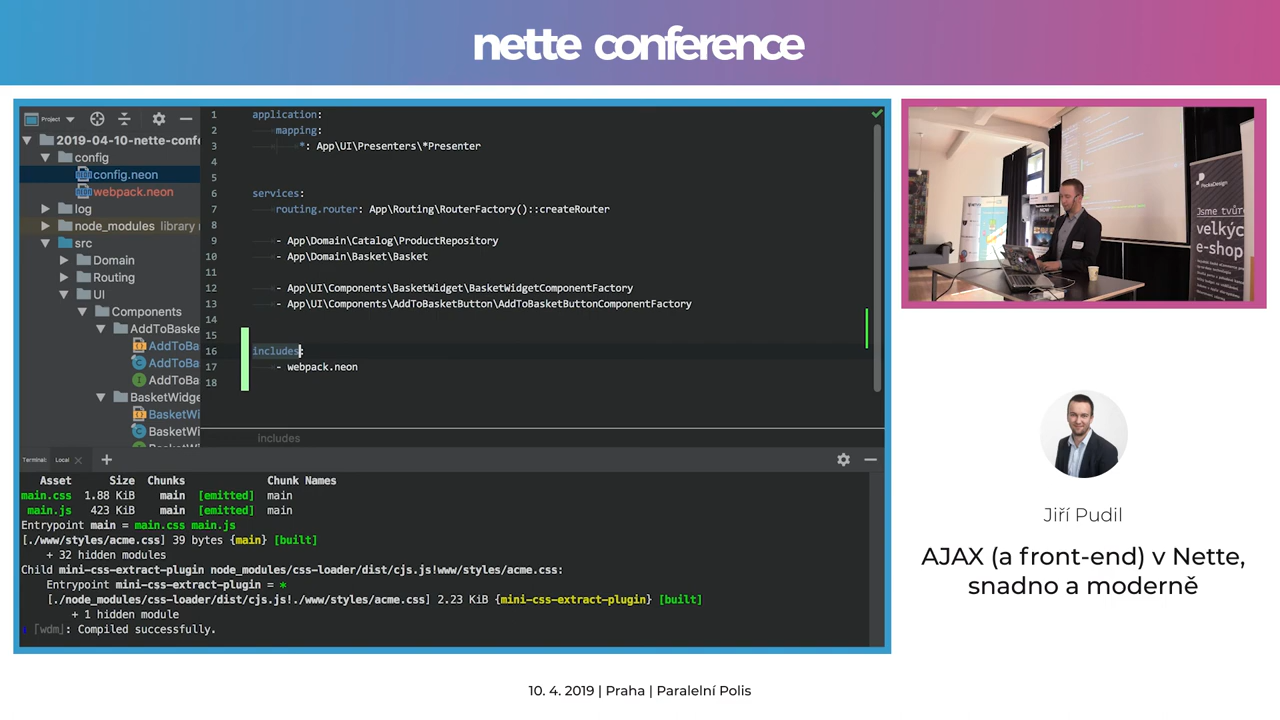 nette conference
Project
2019-04-10-nette-conf
config
config.neon
webpack.neon
log
node_modules library
src
Domain
Routing
UI
Components
AddToBaske
AddToBa
AddToBa
AddToBa
BasketWidge
BasketWi
BasketWi
1 application:
2 mapping:
3 *: App\UI\Presenters\*Presenter
4
5
6 services:
7 routing.router: App\Routing\RouterFactory()::createRouter
8
9 - App\Domain\Catalog\ProductRepository
10 - App\Domain\Basket\Basket
11
12 - App\UI\Components\BasketWidget\BasketWidgetComponentFactory
13 - App\UI\Components\AddToBasketButton\AddToBasketButtonComponentFactory
14
15
16 includes:
17 - webpack.neon
18
includes
Terminal: Local
Asset Size Chunks Chunk Names
main.css 1.88 KiB main [emitted] main
main.js 423 KiB main [emitted] main
Entrypoint main = main.css main.js
[./www/styles/acme.css] 39 bytes {main} [built]
+ 32 hidden modules
Child mini-css-extract-plugin node_modules/css-loader/dist/cjs.js!www/styles/acme.css:
Entrypoint mini-css-extract-plugin = *
[./node_modules/css-loader/dist/cjs.js!./www/styles/acme.css] 2.23 KiB {mini-css-extract-plugin} [built]
+ 1 hidden module
「wdm」: Compiled successfully.
PeckaDesign
Jsme tvůrc
velkýc
e-shop
Jiří Pudil
AJAX (a front-end) v Nette,
snadno a moderně
10. 4. 2019 | Praha | Paralelní Polis